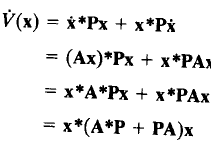 V̇(x) = ẋ*Px + x*Pẋ
= (Ax)*Px + x*PAx
= x*A*Px + x*PAx
= x*(A*P + PA)x